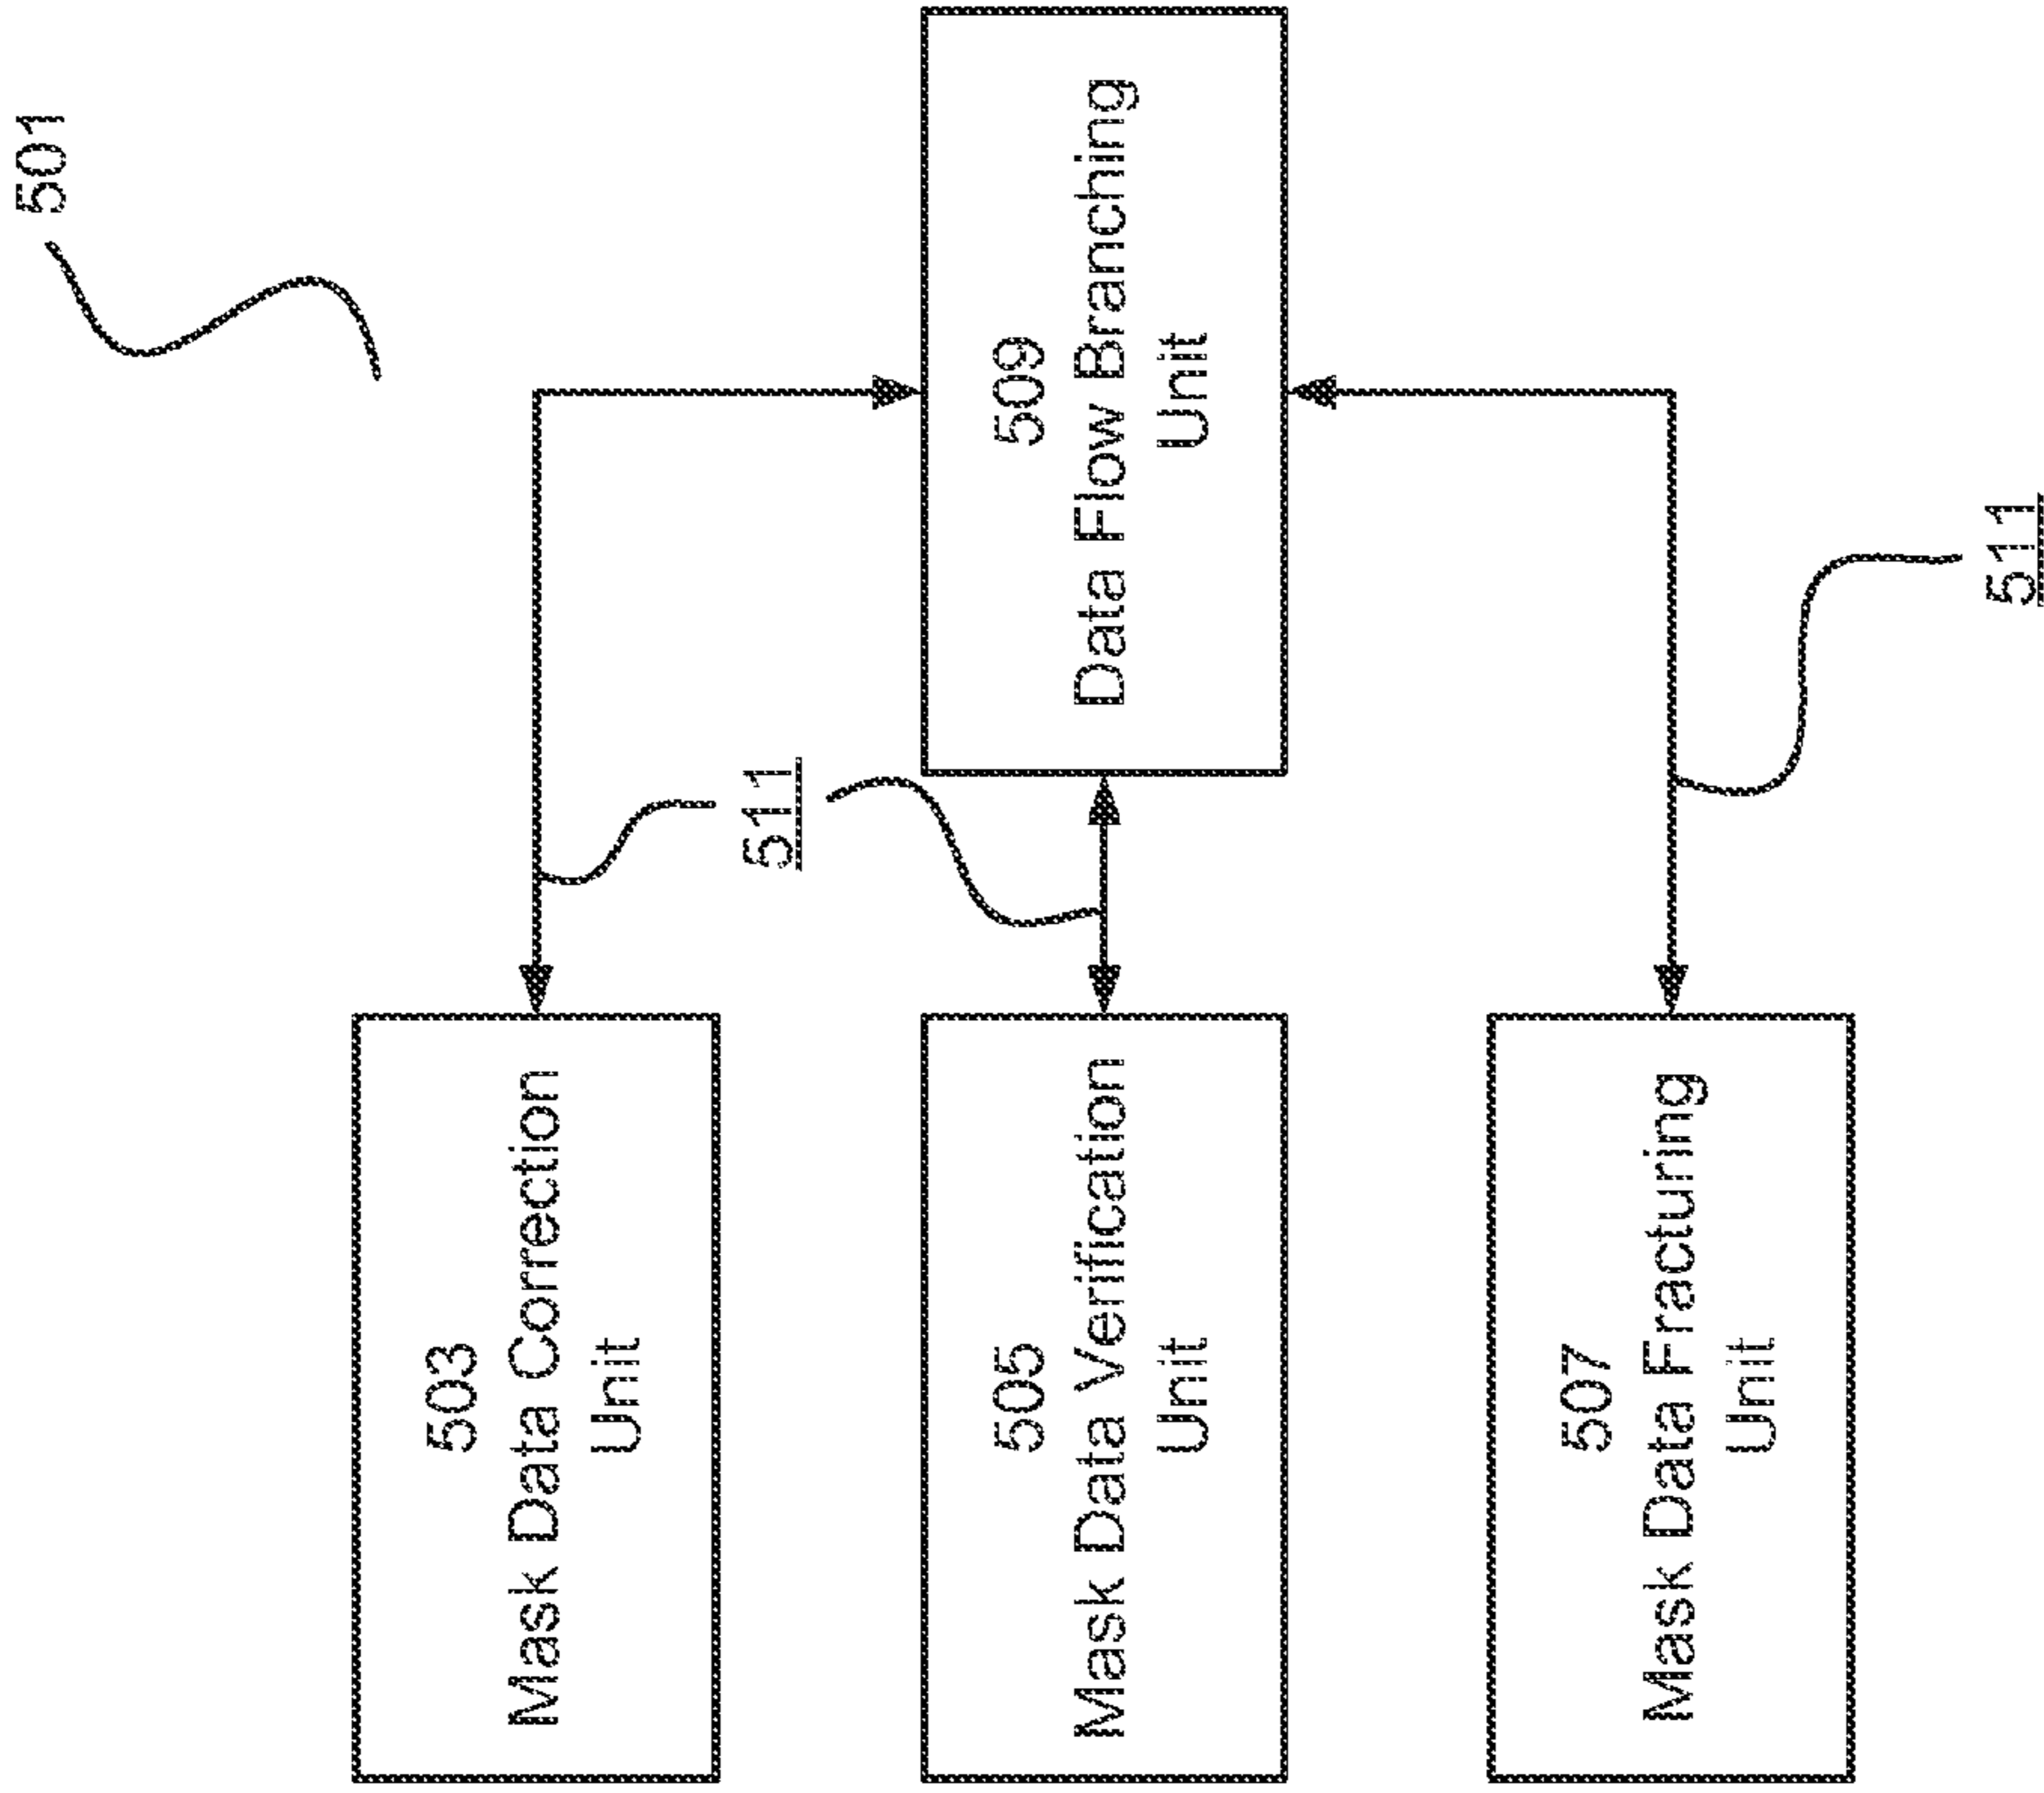 501
503
Mask Data Correction
Unit
505
Mask Data Verification
Unit
507
Mask Data Fracturing
Unit
509
Data Flow Branching
Unit
511
511